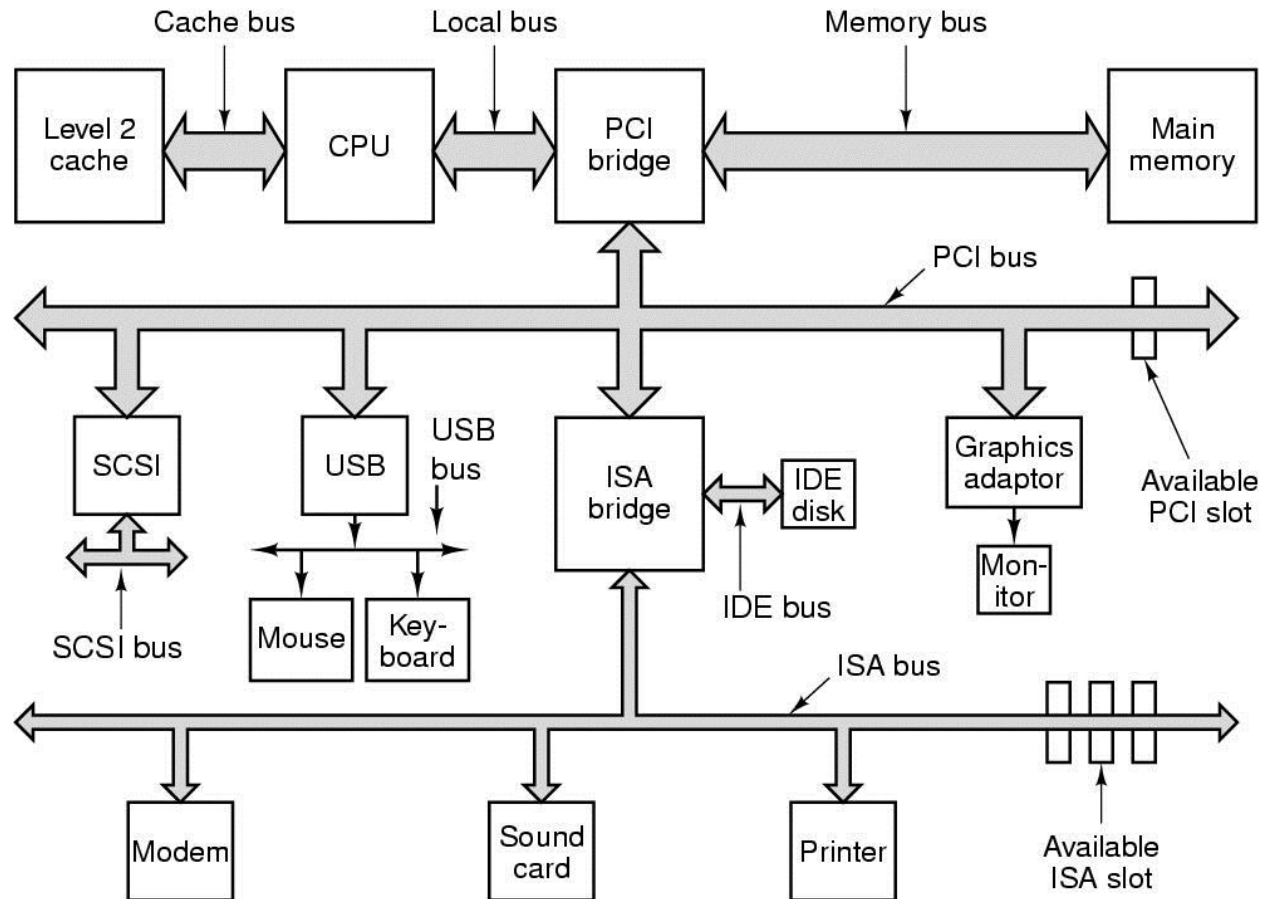 Cache bus
Local bus
Memory bus
Level 2
cache
CPU
PCI
bridge
Main
memory
PCI bus
SCSI
USB
USB
bus
ISA
bridge
IDE
disk
Graphics
adaptor
Available
PCI slot
Mon-
itor
IDE bus
SCSI bus
Mouse
Key-
board
ISA bus
Modem
Sound
card
Printer
Available
ISA slot